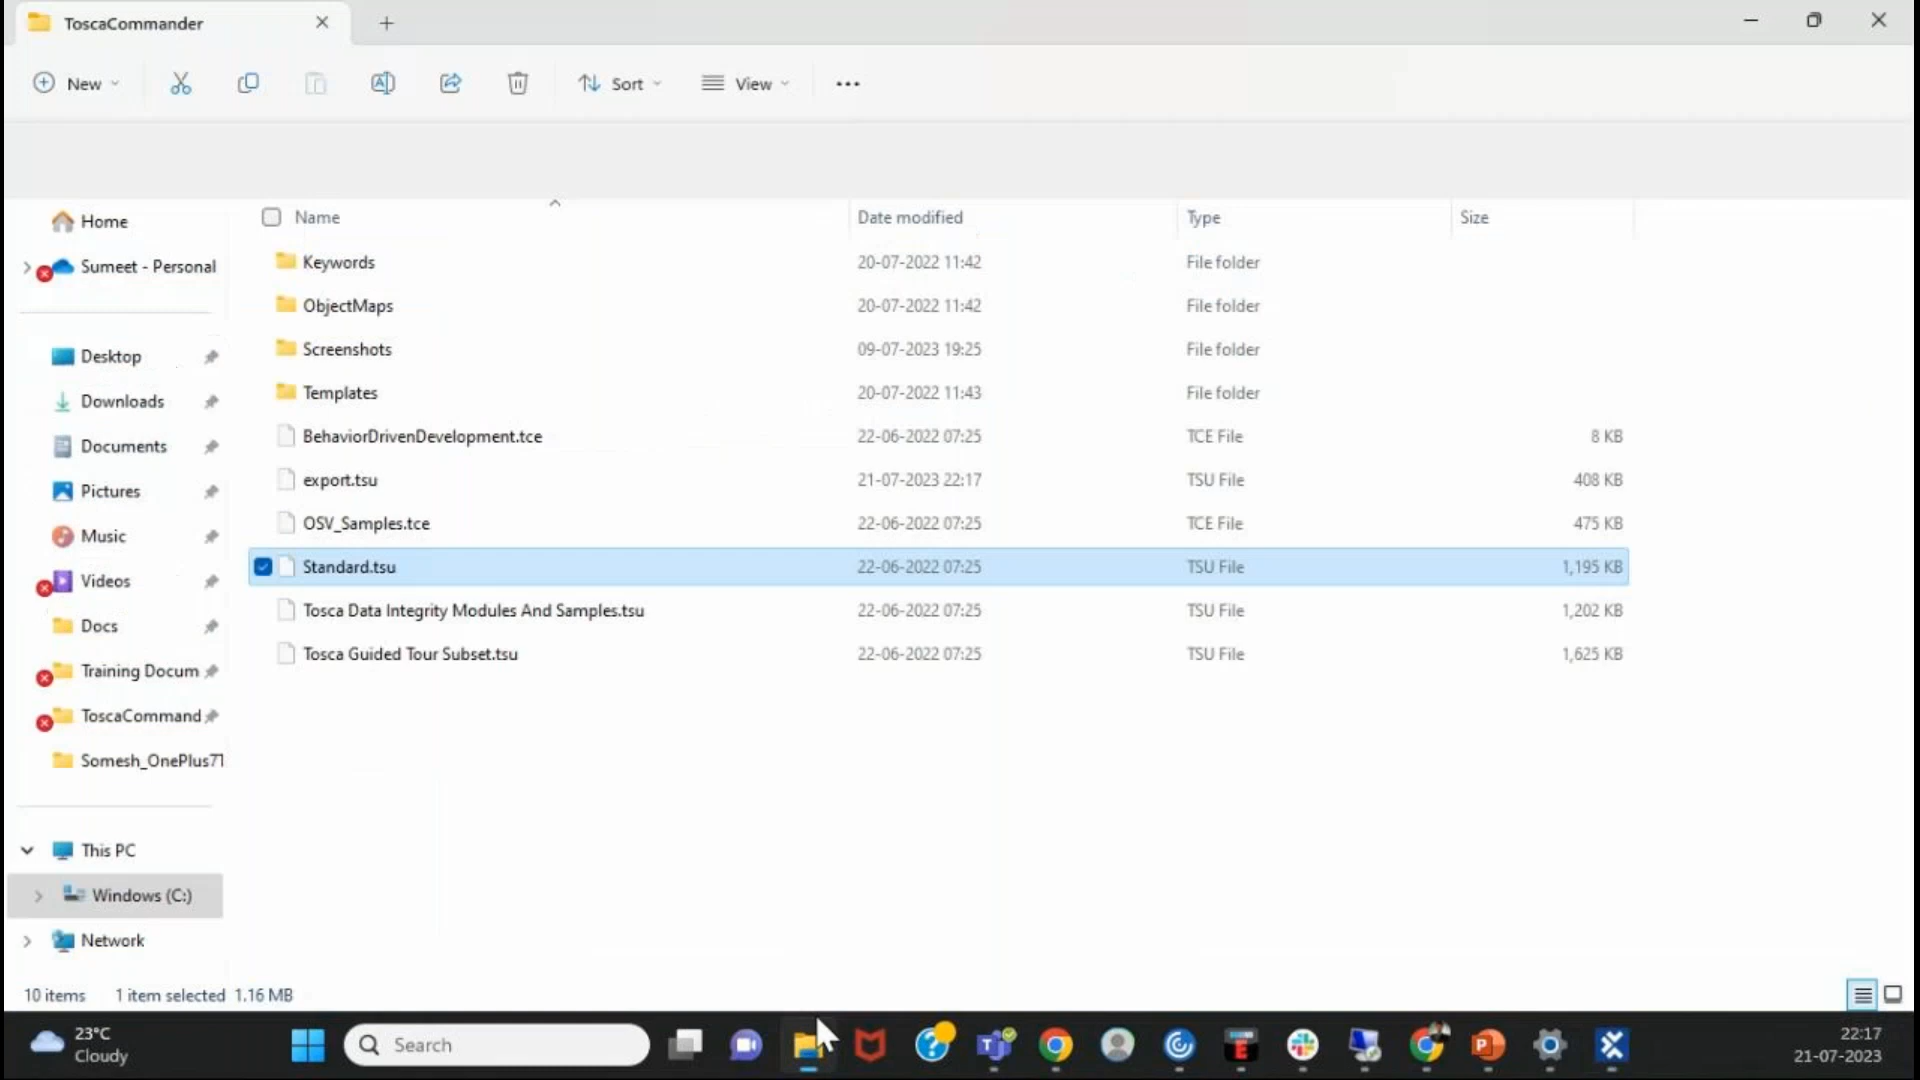 ToscaCommander
New
Sort
View
Home
Sumeet - Personal
Desktop
Downloads
Documents
Pictures
Music
Videos
Docs
Training Docum
ToscaCommand
Somesh_OnePlus7T
This PC
Windows (C:)
Network
Name Date modified Type Size
Keywords 20-07-2022 11:42 File folder
ObjectMaps 20-07-2022 11:42 File folder
Screenshots 09-07-2023 19:25 File folder
Templates 20-07-2022 11:43 File folder
BehaviorDrivenDevelopment.tce 22-06-2022 07:25 TCE File 8 KB
export.tsu 21-07-2023 22:17 TSU File 408 KB
OSV_Samples.tce 22-06-2022 07:25 TCE File 475 KB
Standard.tsu 22-06-2022 07:25 TSU File 1,195 KB
Tosca Data Integrity Modules And Samples.tsu 22-06-2022 07:25 TSU File 1,202 KB
Tosca Guided Tour Subset.tsu 22-06-2022 07:25 TSU File 1,625 KB
10 items 1 item selected 1.16 MB
23°C
Cloudy
Search
22:17
21-07-2023